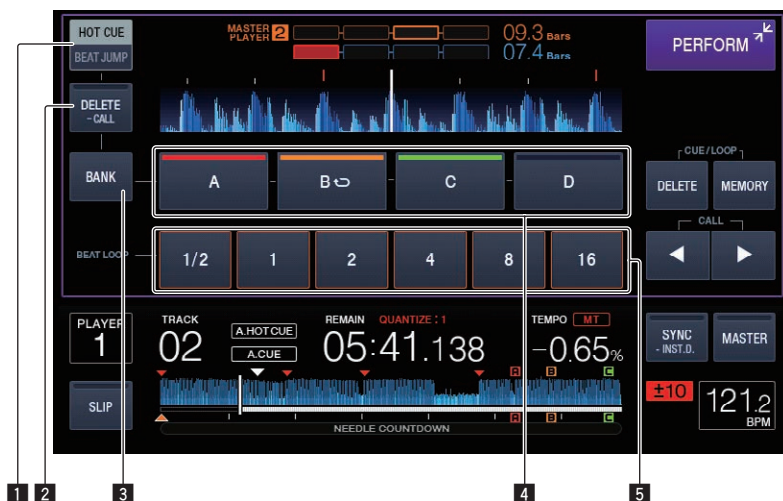 HOT CUE
BEAT JUMP
MASTER
PLAYER 2
09.3 Bars
07.4 Bars
PERFORM
DELETE
- CALL
BANK
A
B
C
D
CUE/LOOP
DELETE
MEMORY
CALL
BEAT LOOP
1/2
1
2
4
8
16
PLAYER
1
TRACK
02
A.HOT CUE
A.CUE
REMAIN
QUANTIZE : 1
05:41.138
TEMPO
MT
-0.65%
SYNC
- INST.D.
MASTER
A
B
C
SLIP
A
B
C
NEEDLE COUNTDOWN
±10
121.2
BPM
1
2
3
4
5